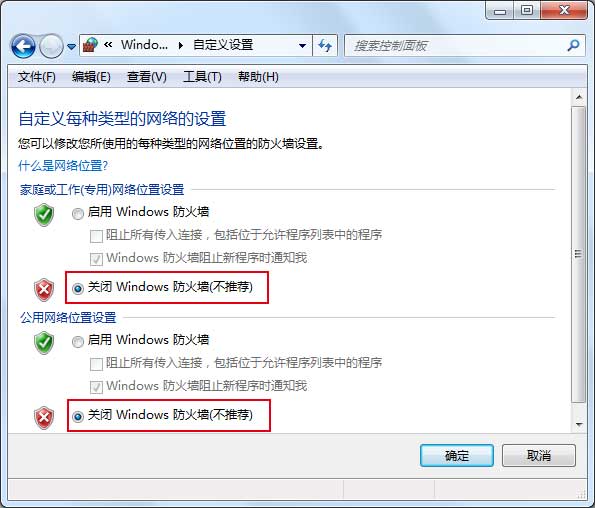 « Windo... ▸ 自定义设置
搜索控制面板
文件(F) 编辑(E) 查看(V) 工具(T) 帮助(H)
自定义每种类型的网络的设置
您可以修改您所使用的每种类型的网络位置的防火墙设置。
什么是网络位置?
家庭或工作(专用)网络位置设置
启用 Windows 防火墙
阻止所有传入连接，包括位于允许程序列表中的程序
Windows 防火墙阻止新程序时通知我
关闭 Windows 防火墙(不推荐)
公用网络位置设置
启用 Windows 防火墙
阻止所有传入连接，包括位于允许程序列表中的程序
Windows 防火墙阻止新程序时通知我
关闭 Windows 防火墙(不推荐)
确定 取消